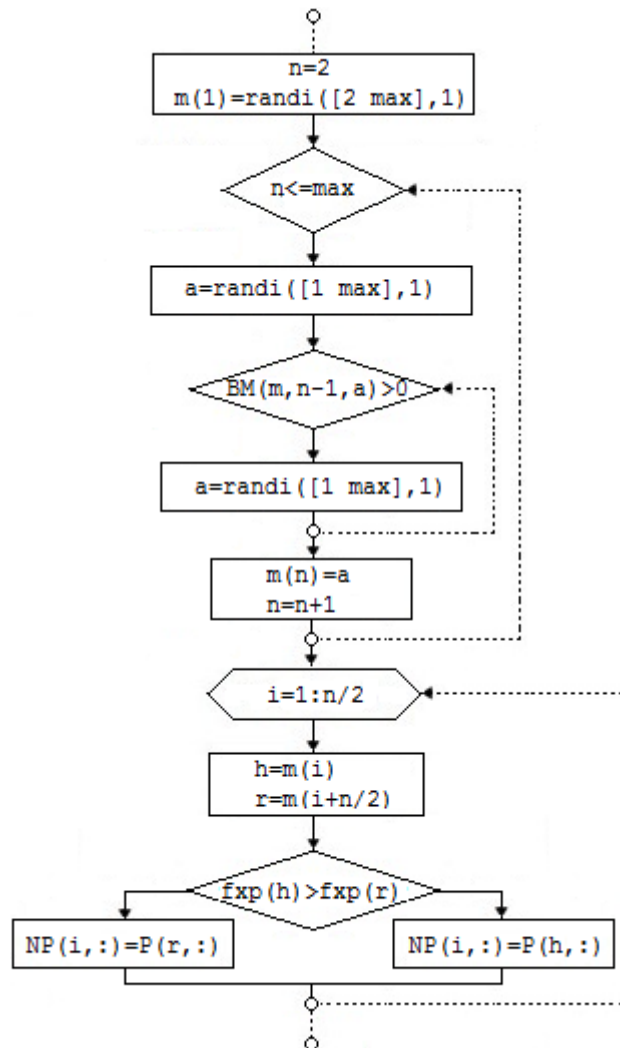 n=2
m(1)=randi([2 max],1)
n<=max
a=randi([1 max],1)
BM(m,n-1,a)>0
a=randi([1 max],1)
m(n)=a
n=n+1
i=1:n/2
h=m(i)
r=m(i+n/2)
fxp(h)>fxp(r)
NP(i,:)=P(r,:)
NP(i,:)=P(h,:)